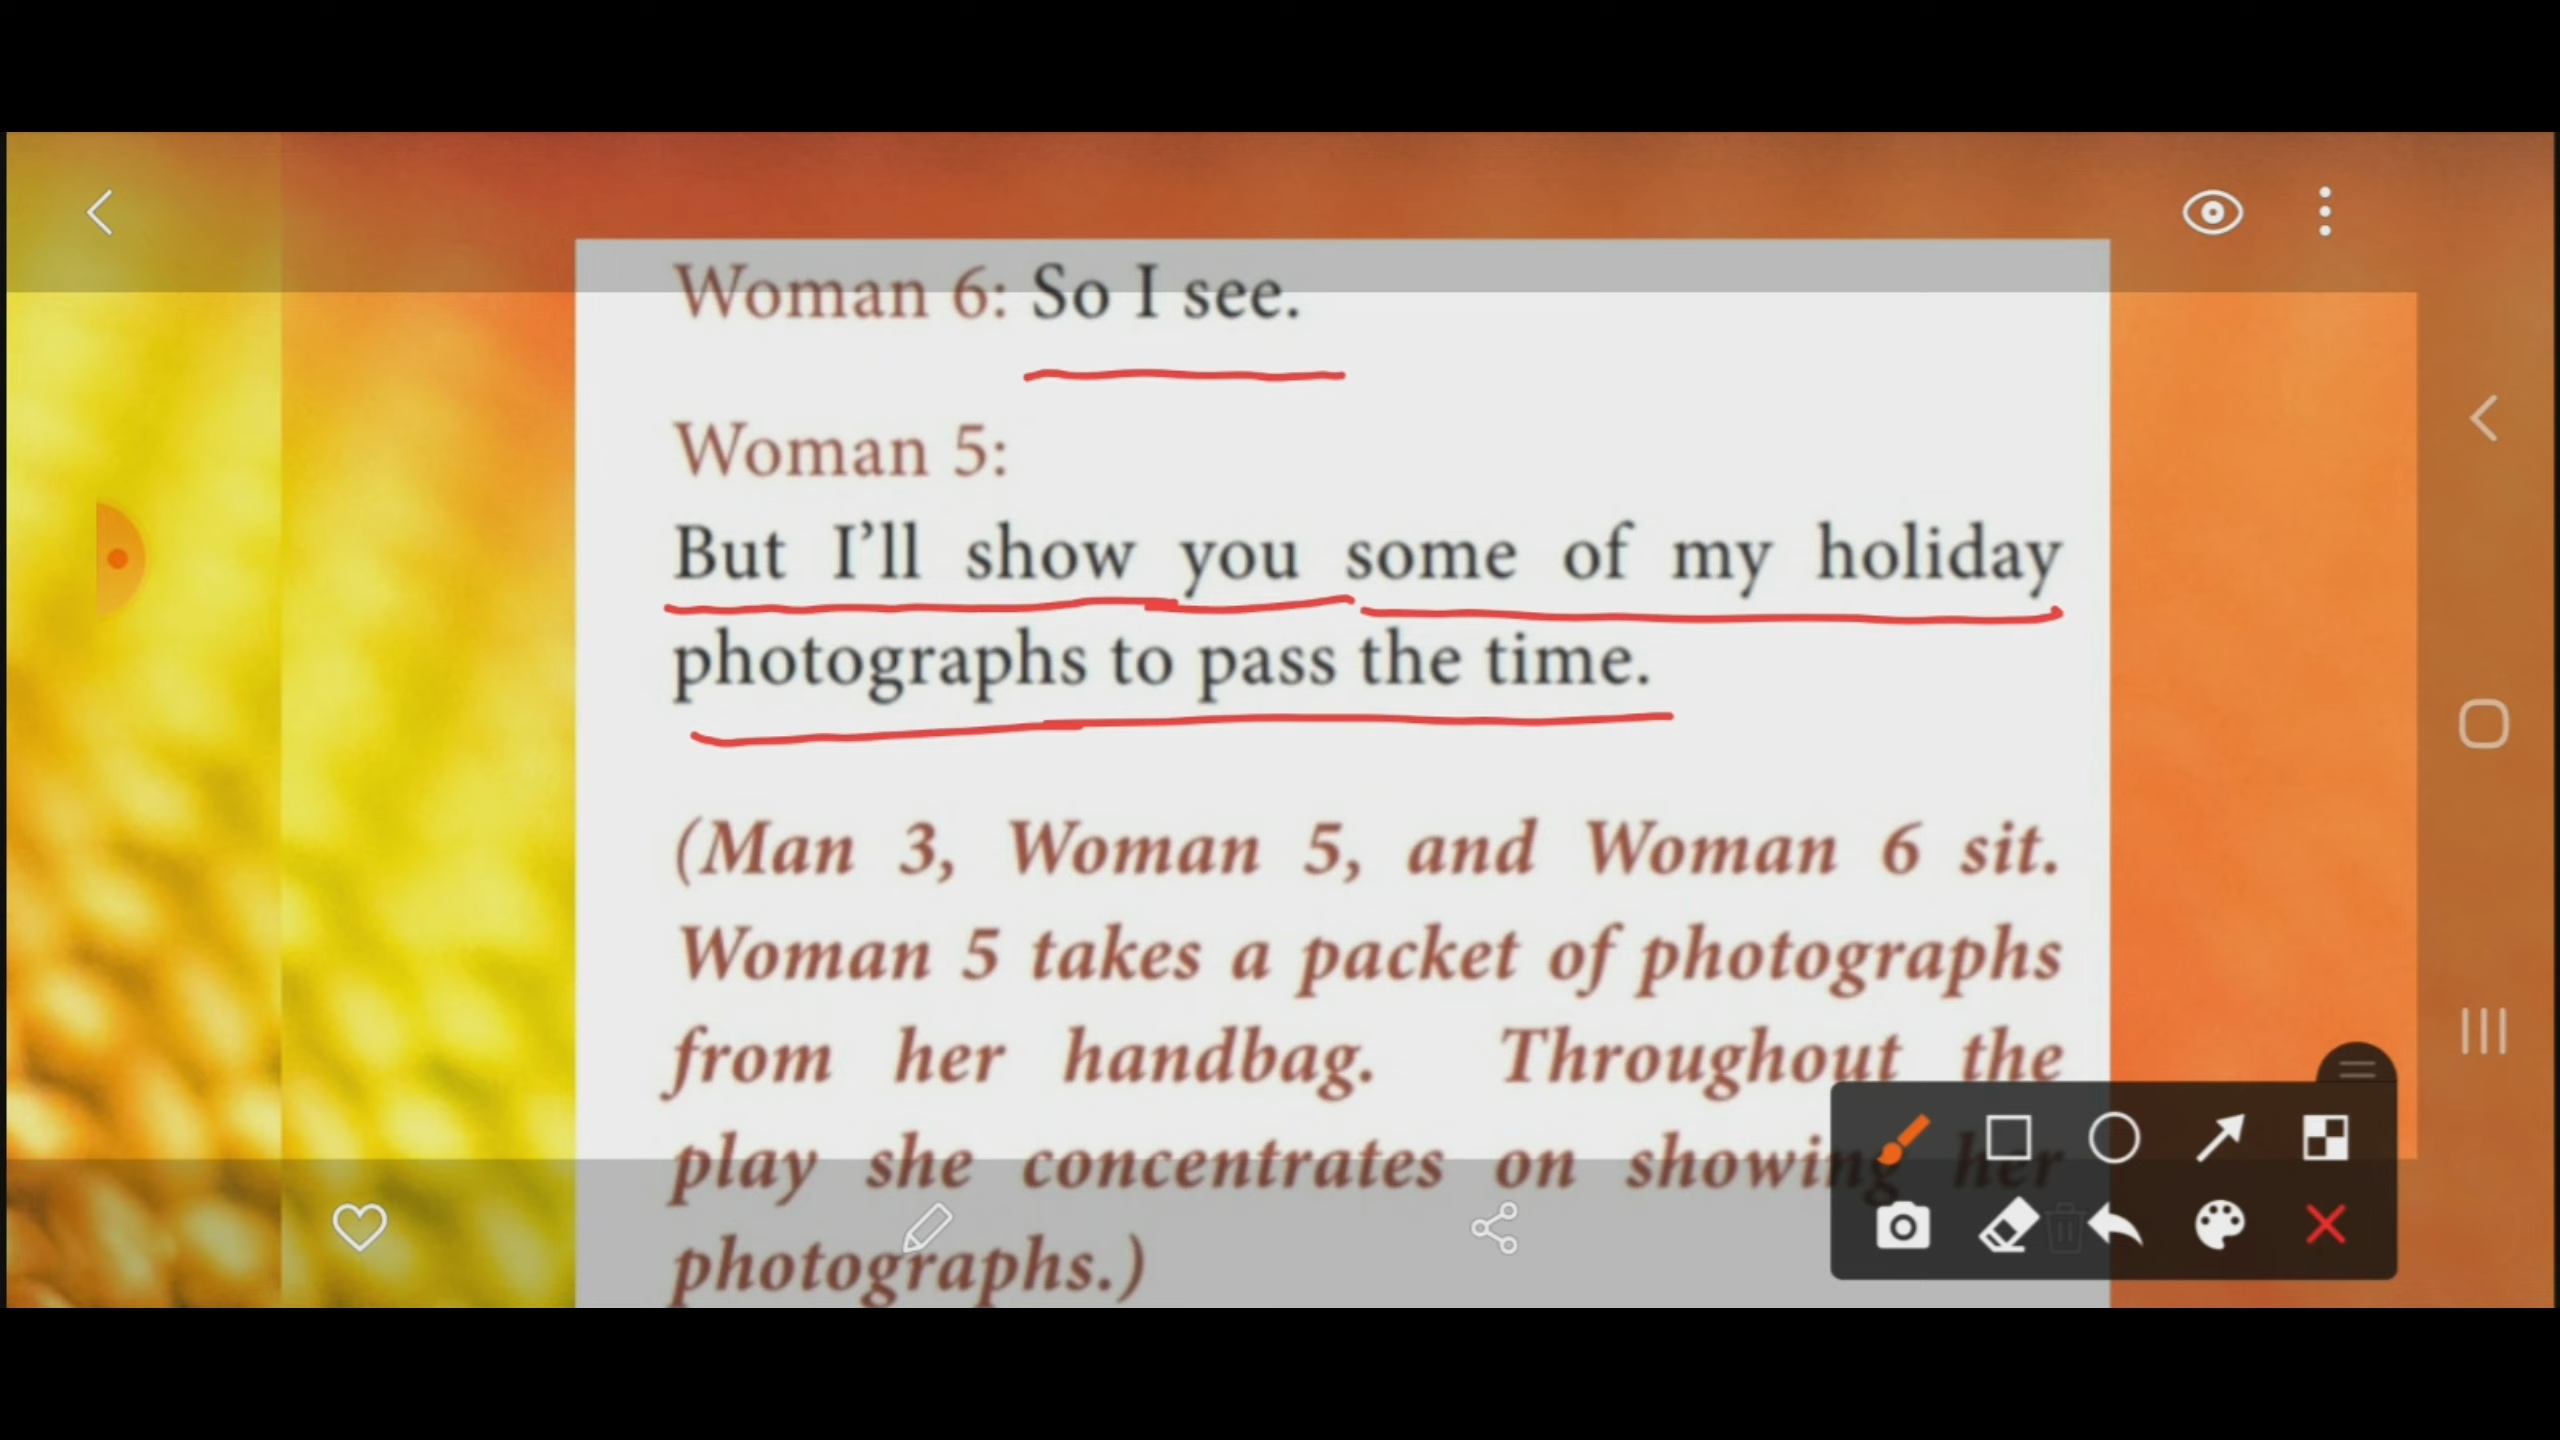 Woman 6: So I see.
Woman 5:
But I’ll show you some of my holiday
photographs to pass the time.
(Man 3, Woman 5, and Woman 6 sit.
Woman 5 takes a packet of photographs
from her handbag. Throughout the
play she concentrates on showing her
photographs.)